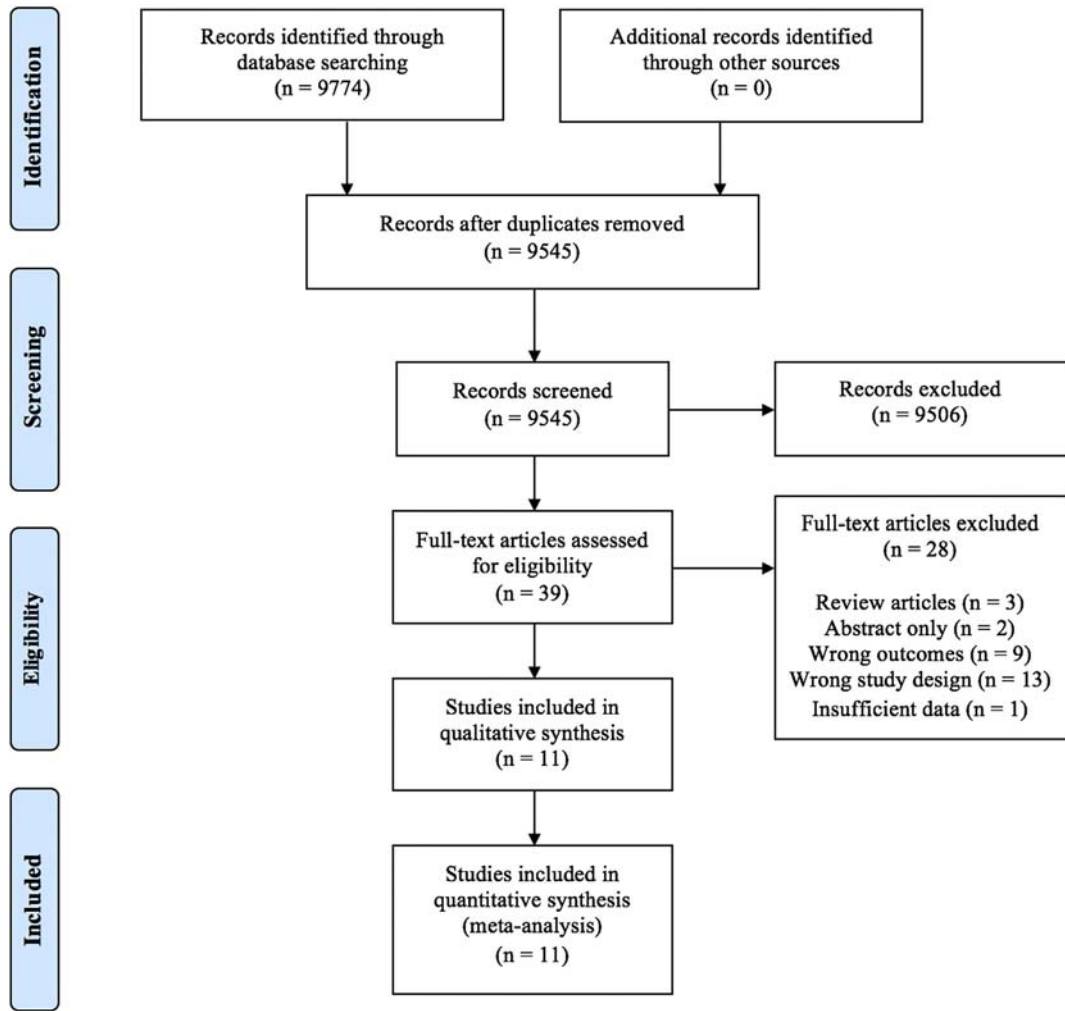 Identification
Records identified through
database searching
(n = 9774)
Additional records identified
through other sources
(n = 0)
Records after duplicates removed
(n = 9545)
Screening
Records screened
(n = 9545)
Records excluded
(n = 9506)
Eligibility
Full-text articles assessed
for eligibility
(n = 39)
Full-text articles excluded
(n = 28)
Review articles (n = 3)
Abstract only (n = 2)
Wrong outcomes (n = 9)
Wrong study design (n = 13)
Insufficient data (n = 1)
Studies included in
qualitative synthesis
(n = 11)
Included
Studies included in
quantitative synthesis
(meta-analysis)
(n = 11)